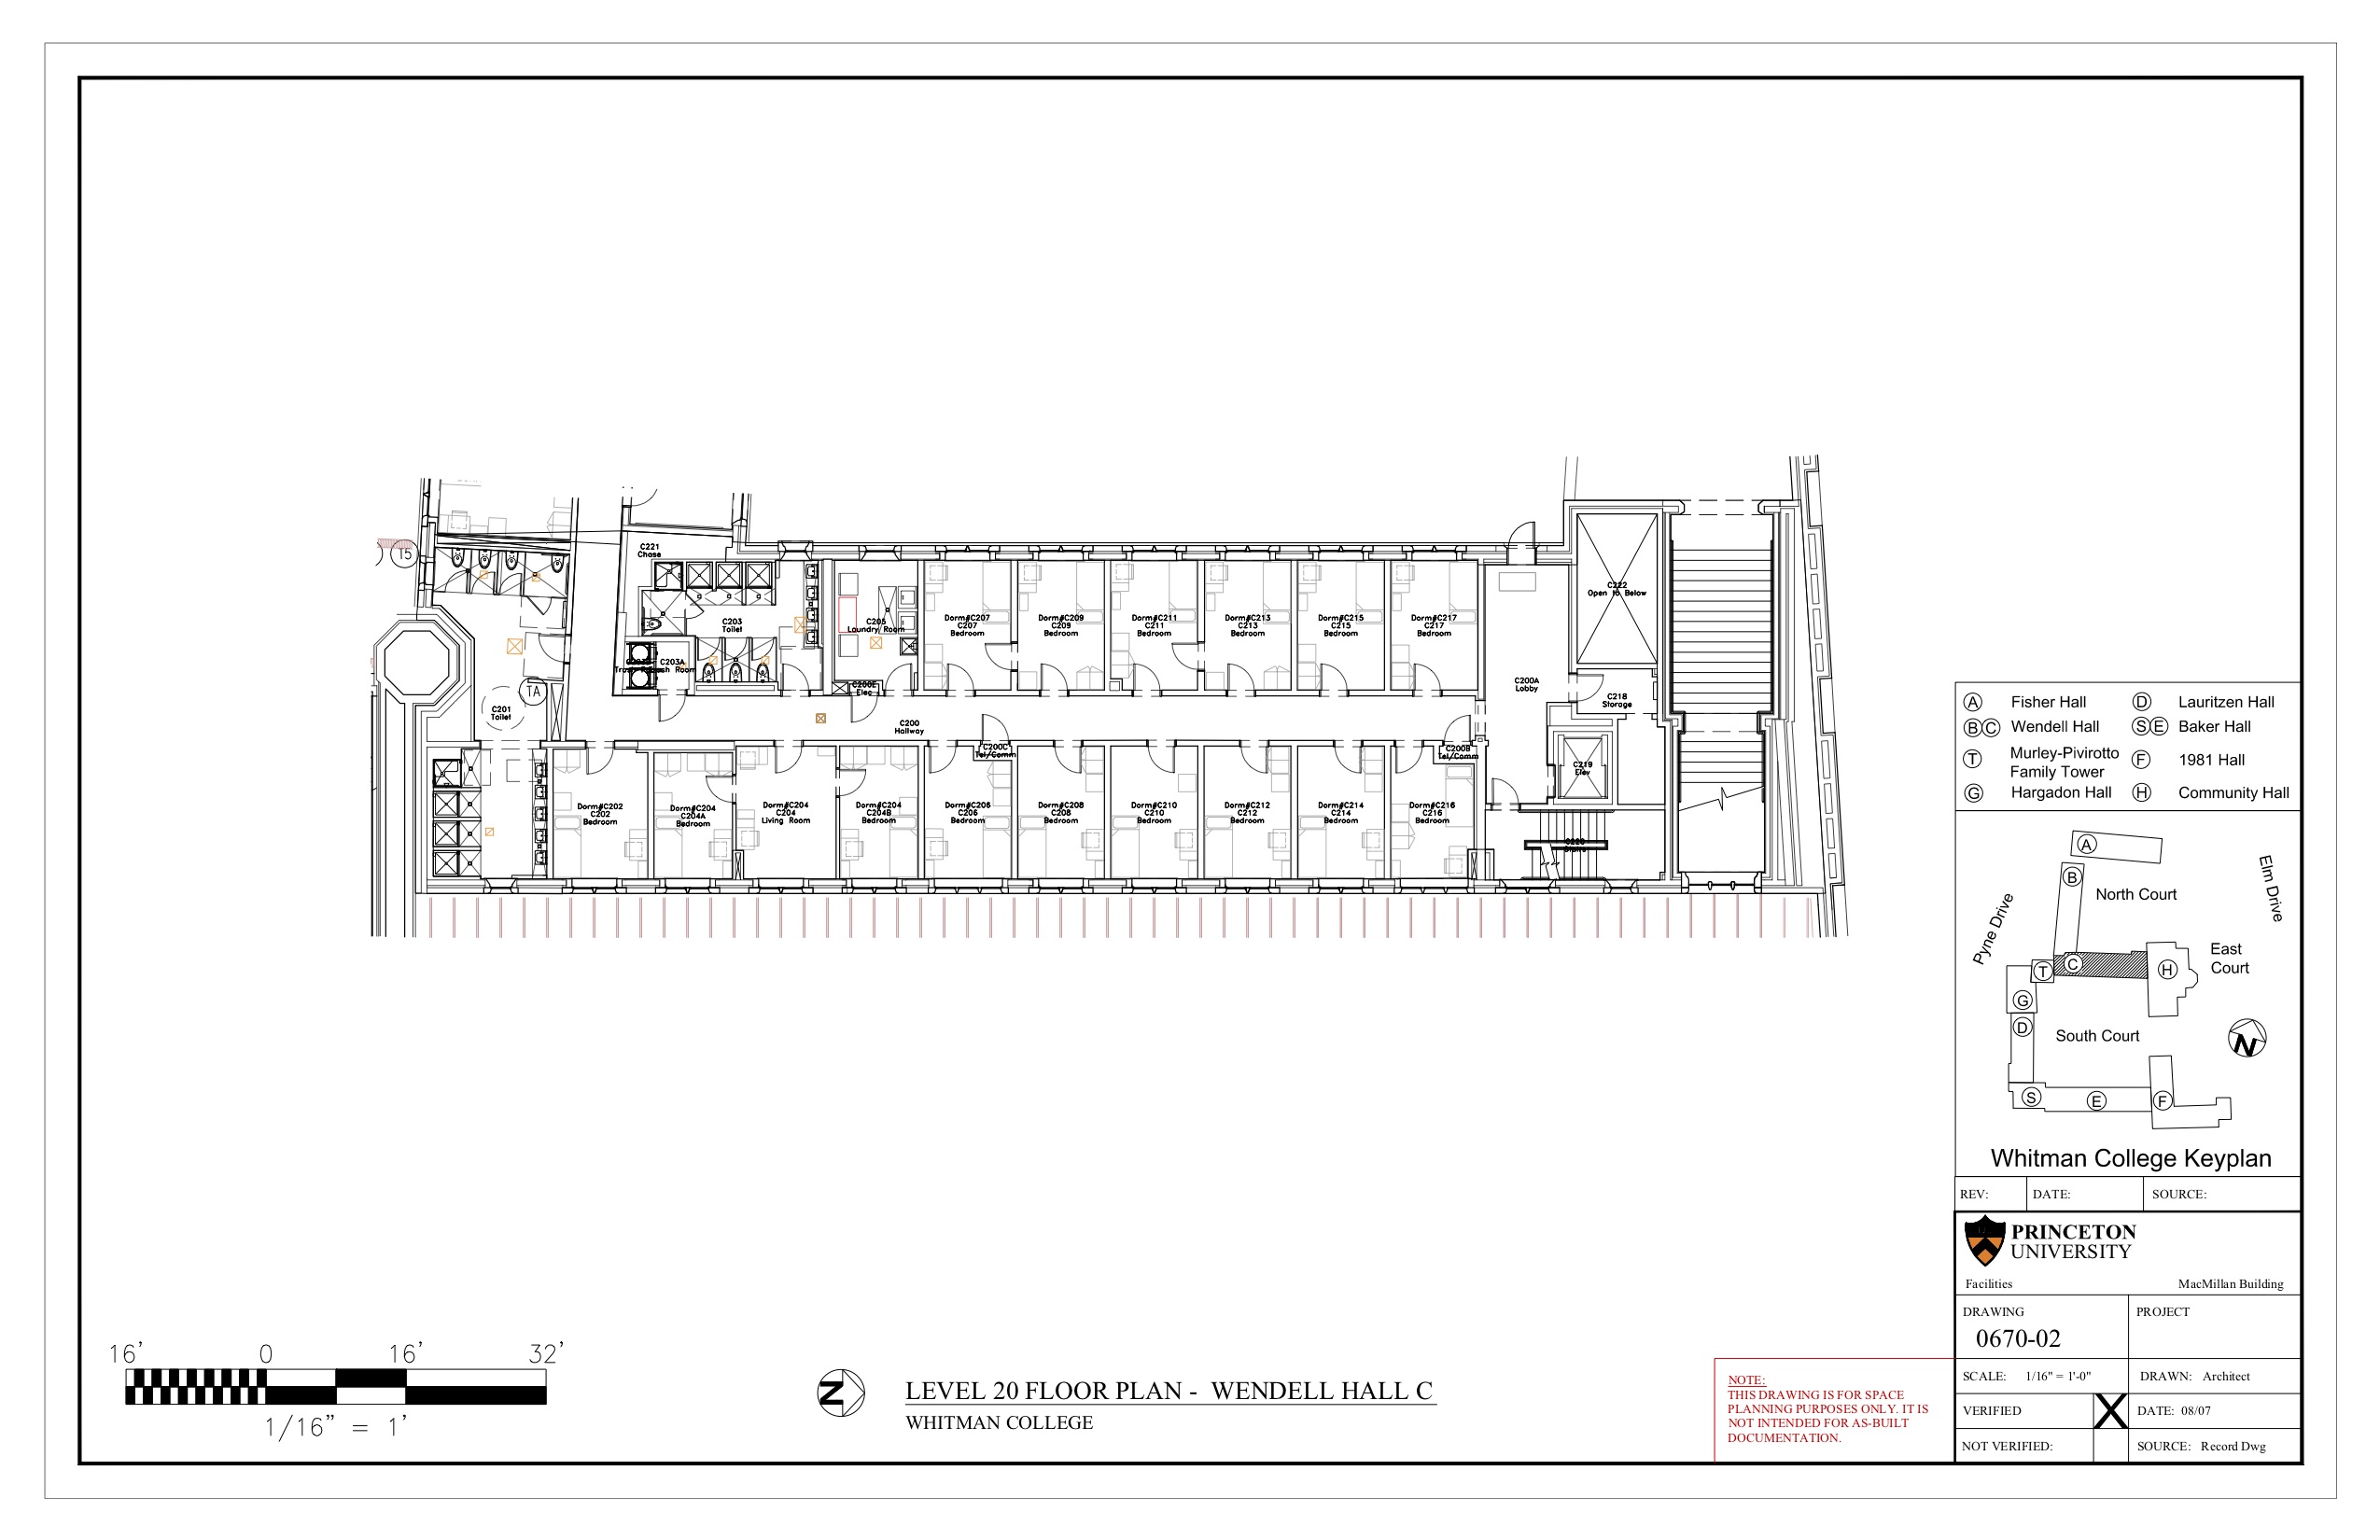 T5
C221
Chase
C203
Toilet
C205
Laundry Room
Dorm#C207
C207
Bedroom
Dorm#C209
C209
Bedroom
Dorm#C211
C211
Bedroom
Dorm#C213
C213
Bedroom
Dorm#C215
C215
Bedroom
Dorm#C217
C217
Bedroom
C222
Open to Below
C203A
Room
C200E
Elec
C200A
Lobby
C218
Storage
TA
C201
Toilet
C200
Hallway
C200C
Tel/Comm
C200B
Tel/Comm
C219
Elev
Dorm#C202
C202
Bedroom
Dorm#C204
C204A
Bedroom
Dorm#C204
C204
Living Room
Dorm#C204
C204B
Bedroom
Dorm#C206
C206
Bedroom
Dorm#C208
C208
Bedroom
Dorm#C210
C210
Bedroom
Dorm#C212
C212
Bedroom
Dorm#C214
C214
Bedroom
Dorm#C216
C216
Bedroom
C220
Stairs
A Fisher Hall D Lauritzen Hall
B C Wendell Hall S E Baker Hall
T Murley-Pivirotto F 1981 Hall
Family Tower
G Hargadon Hall H Community Hall
A
B
North Court
Elm Drive
Pyne Drive
East
Court
T
C
H
G
D
South Court
N
S
E
F
Whitman College Keyplan
REV: DATE: SOURCE:
PRINCETON
UNIVERSITY
Facilities MacMillan Building
DRAWING PROJECT
0670-02
SCALE: 1/16" = 1'-0" DRAWN: Architect
VERIFIED X DATE: 08/07
NOT VERIFIED: SOURCE: Record Dwg
NOTE:
THIS DRAWING IS FOR SPACE
PLANNING PURPOSES ONLY. IT IS
NOT INTENDED FOR AS-BUILT
DOCUMENTATION.
16' 0 16' 32'
1/16" = 1'
N
LEVEL 20 FLOOR PLAN - WENDELL HALL C
WHITMAN COLLEGE